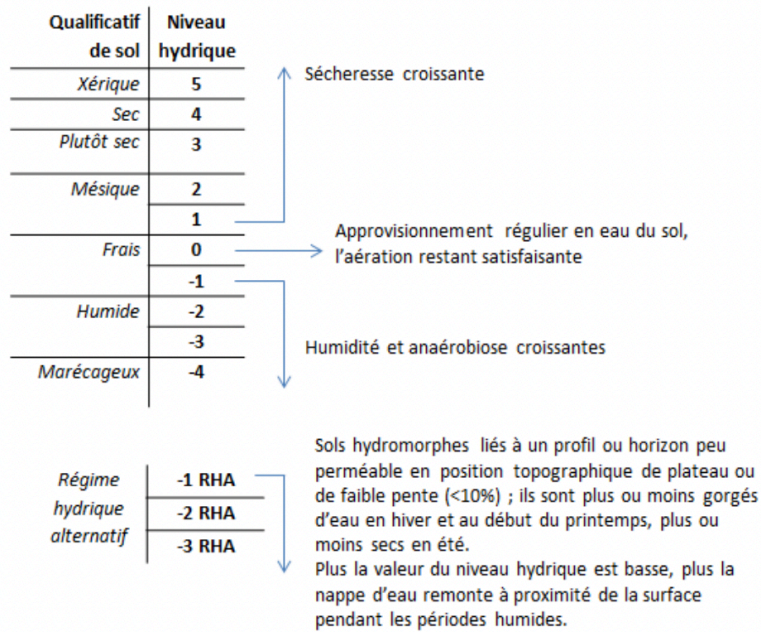 Qualificatif de sol Niveau hydrique
Xérique 5
Sec 4
Plutôt sec 3
Mésique 2
1
Frais 0
-1
Humide -2
-3
Marécageux -4
Sécheresse croissante
Approvisionnement régulier en eau du sol,
l'aération restant satisfaisante
Humidité et anaérobiose croissantes
Régime
hydrique
alternatif
-1 RHA
-2 RHA
-3 RHA
Sols hydromorphes liés à un profil ou horizon peu
perméable en position topographique de plateau ou
de faible pente (<10%) ; ils sont plus ou moins gorgés
d'eau en hiver et au début du printemps, plus ou
moins secs en été.
Plus la valeur du niveau hydrique est basse, plus la
nappe d'eau remonte à proximité de la surface
pendant les périodes humides.